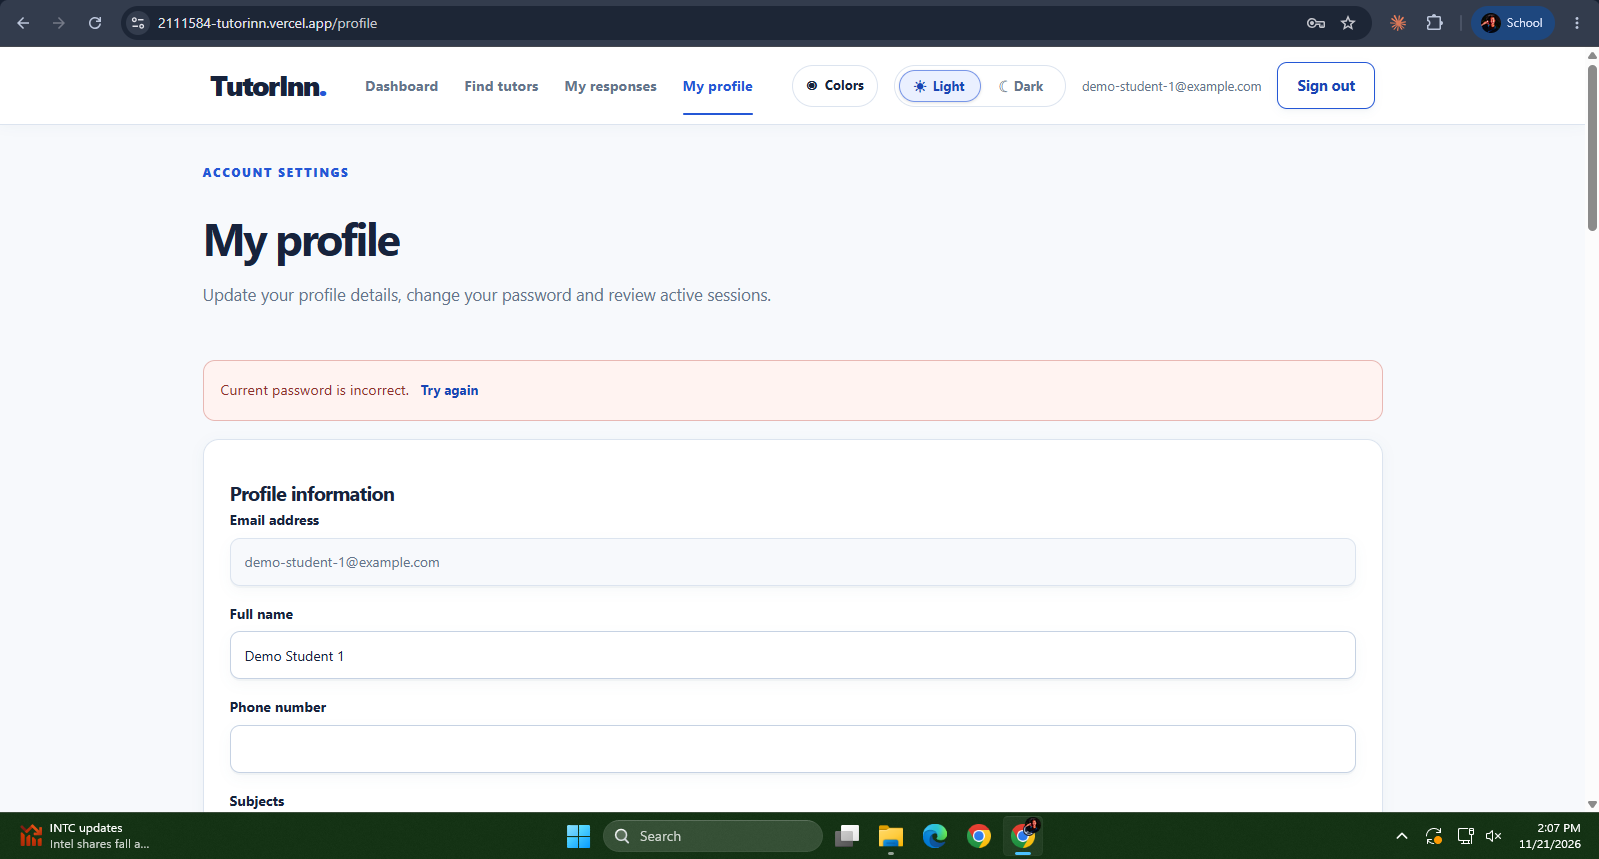 2111584-tutorinn.vercel.app/profile
School
TutorInn.
Dashboard
Find tutors
My responses
My profile
Colors
Light
Dark
demo-student-1@example.com
Sign out
ACCOUNT SETTINGS
My profile
Update your profile details, change your password and review active sessions.
Current password is incorrect. Try again
Profile information
Email address
demo-student-1@example.com
Full name
Demo Student 1
Phone number
Subjects
INTC updates
Intel shares fall a...
Search
2:07 PM
11/21/2026